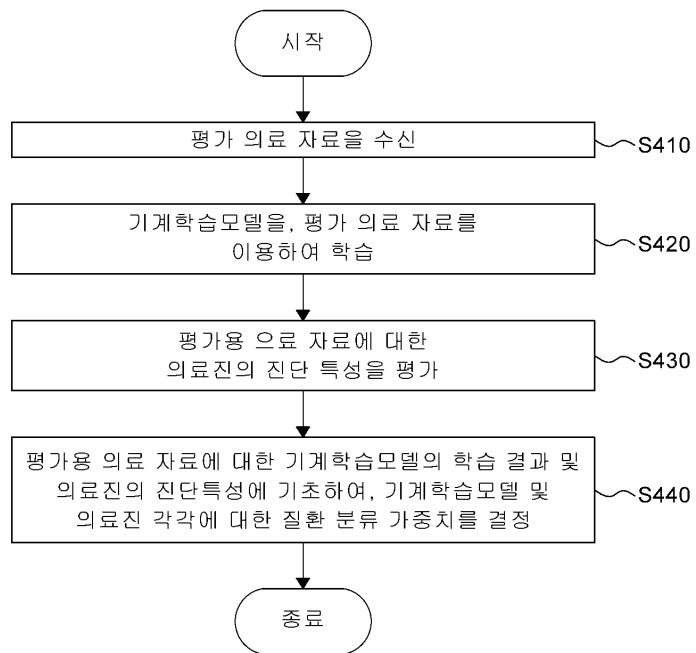 시작
평가 의료 자료을 수신
S410
기계학습모델을, 평가 의료 자료를
이용하여 학습
S420
평가용 으료 자료에 대한
의료진의 진단 특성을 평가
S430
평가용 의료 자료에 대한 기계학습모델의 학습 결과 및
의료진의 진단특성에 기초하여, 기계학습모델 및
의료진 각각에 대한 질환 분류 가중치를 결정
S440
종료